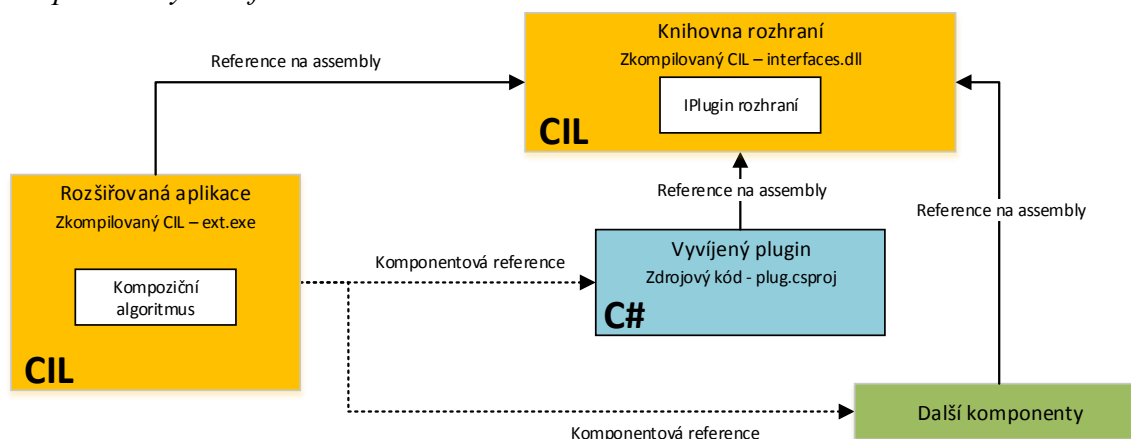 Knihovna rozhraní
Zkompilovaný CIL – interfaces.dll
IPlugin rozhraní
CIL
Reference na assembly
Rozšiřovaná aplikace
Zkompilovaný CIL – ext.exe
Kompoziční
algoritmus
CIL
Reference na assembly
Reference na assembly
Komponentová reference
Vyvíjený plugin
Zdrojový kód - plug.csproj
C#
Další komponenty
Komponentová reference